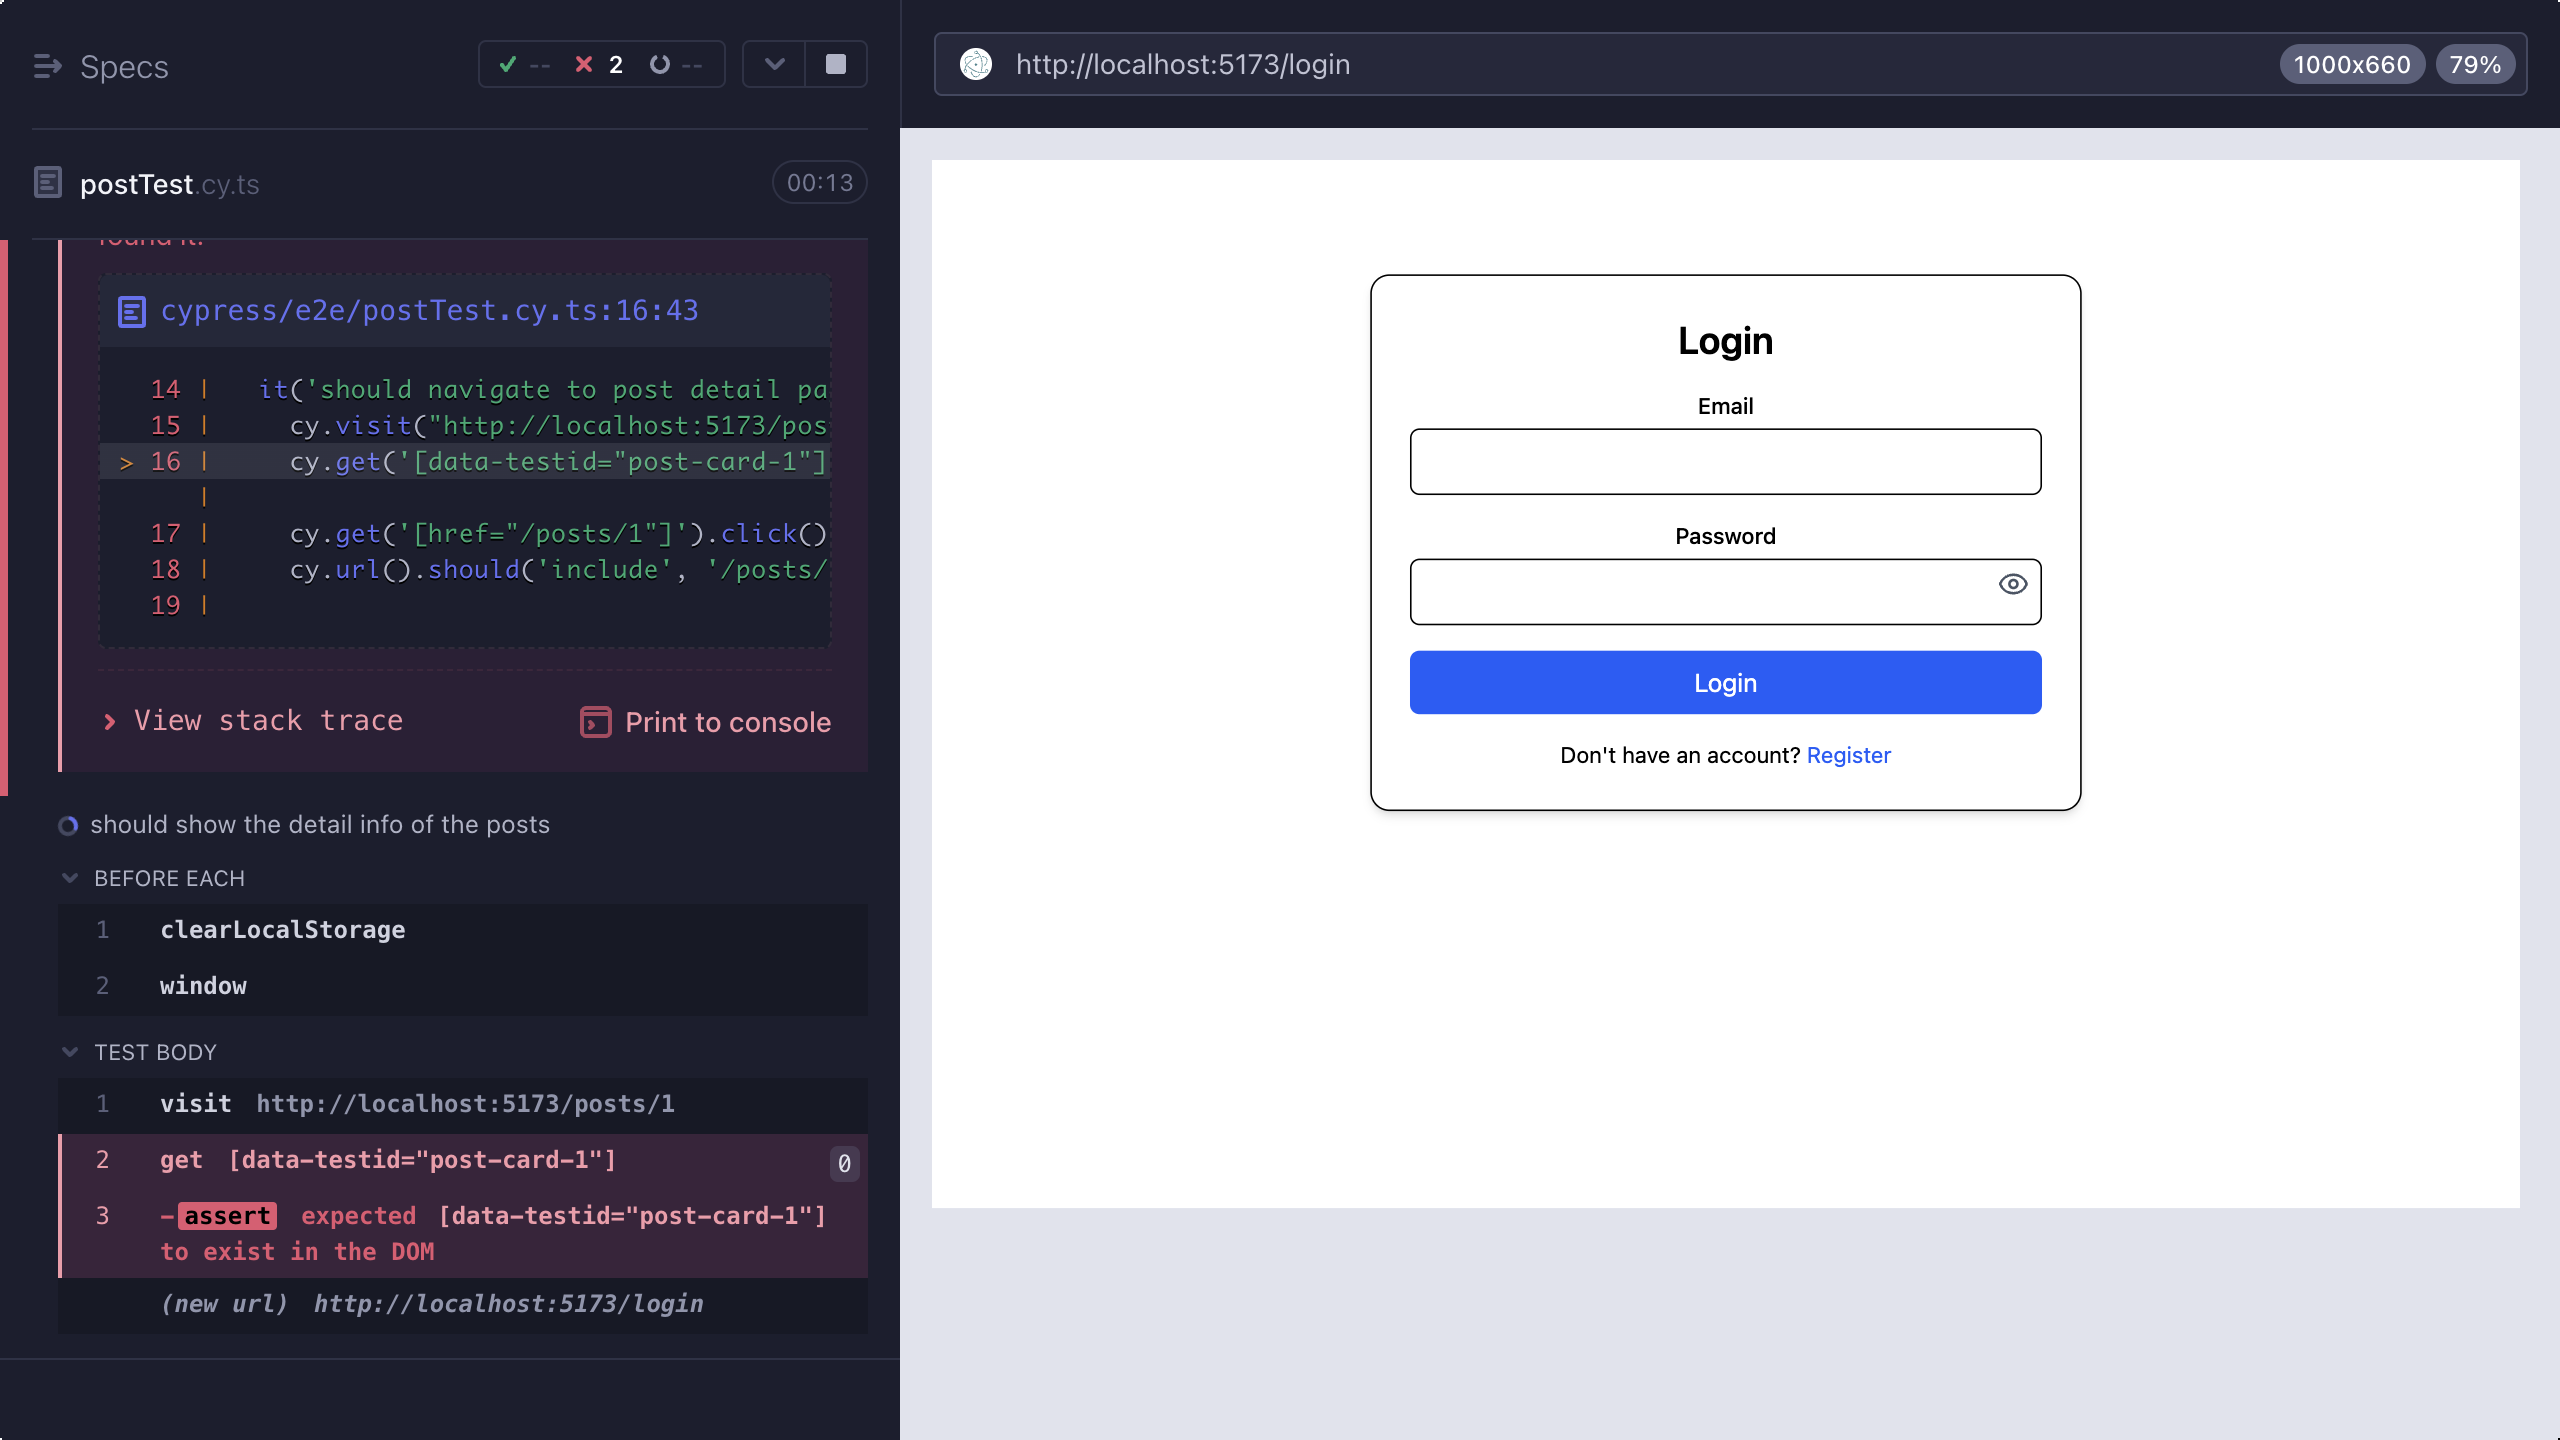 Specs
-- 2 --
postTest.cy.ts
00:13
found it.
cypress/e2e/postTest.cy.ts:16:43
14 | it('should navigate to post detail pa
15 | cy.visit("http://localhost:5173/pos
> 16 | cy.get('[data-testid="post-card-1"]
|
17 | cy.get('[href="/posts/1"]').click()
18 | cy.url().should('include', '/posts/
19 |
View stack trace
Print to console
should show the detail info of the posts
BEFORE EACH
1 clearLocalStorage
2 window
TEST BODY
1 visit http://localhost:5173/posts/1
2 get [data-testid="post-card-1"] 0
3 -assert expected [data-testid="post-card-1"]
to exist in the DOM
(new url) http://localhost:5173/login
http://localhost:5173/login
1000x660
79%
Login
Email
Password
Login
Don't have an account? Register